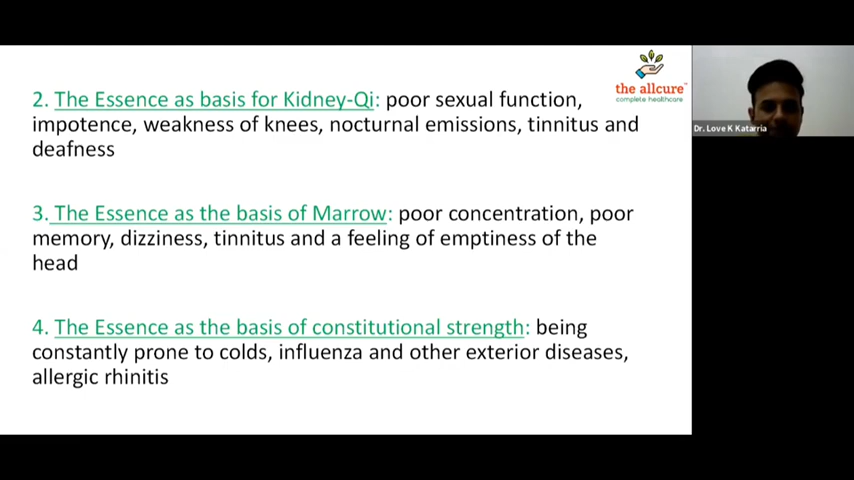 the allcure™
complete healthcare
Dr. Love K Katarria
2. The Essence as basis for Kidney-Qi: poor sexual function,
impotence, weakness of knees, nocturnal emissions, tinnitus and
deafness
3. The Essence as the basis of Marrow: poor concentration, poor
memory, dizziness, tinnitus and a feeling of emptiness of the
head
4. The Essence as the basis of constitutional strength: being
constantly prone to colds, influenza and other exterior diseases,
allergic rhinitis